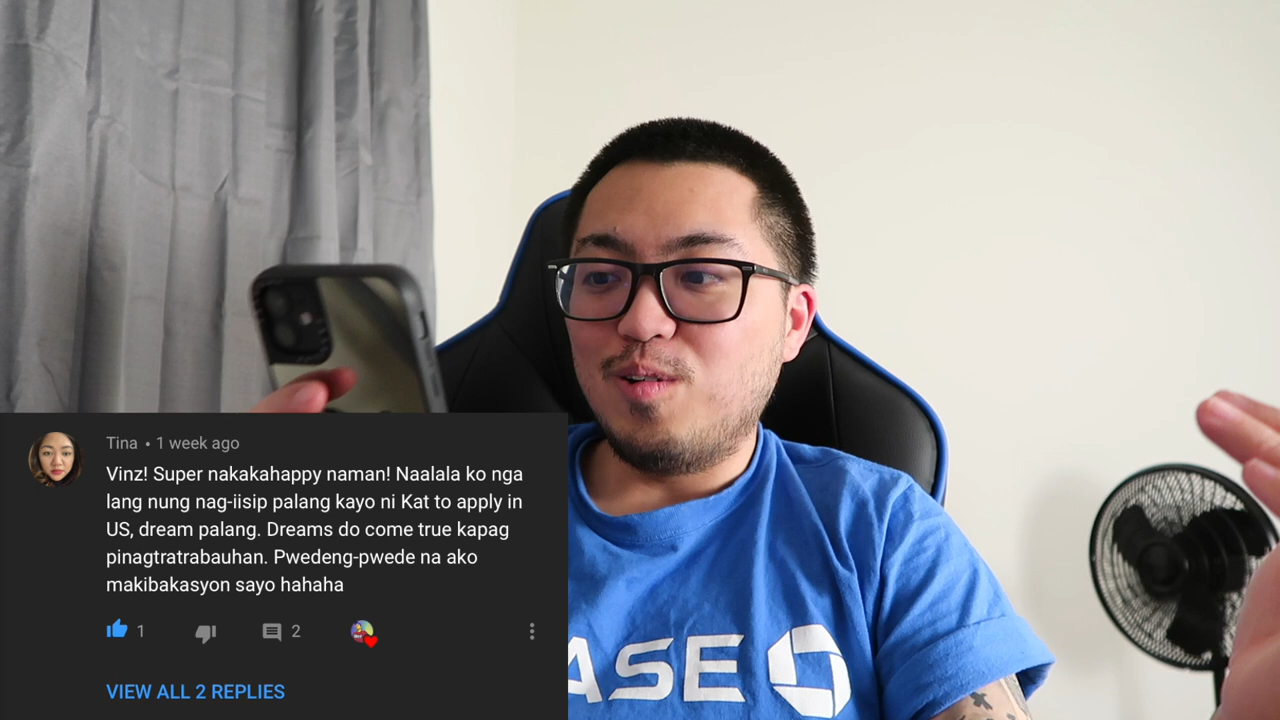 Tina • 1 week ago
Vinz! Super nakakahappy naman! Naalala ko nga
lang nung nag-iisip palang kayo ni Kat to apply in
US, dream palang. Dreams do come true kapag
pinagtratrabauhan. Pwedeng-pwede na ako
makibakasyon sayo hahaha
1
2
VIEW ALL 2 REPLIES
ASE